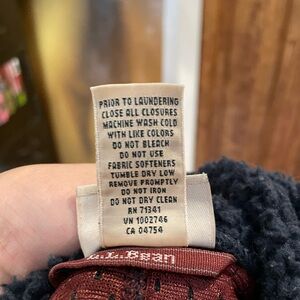 PRIOR TO LAUNDERING
CLOSE ALL CLOSURES
MACHINE WASH COLD
WITH LIKE COLORS
DO NOT BLEACH
DO NOT USE
FABRIC SOFTENERS
TUMBLE DRY LOW
REMOVE PROMPTLY
DO NOT IRON
DO NOT DRY CLEAN
RN 71341
VN 1002746
CA 04754
L.L.Bean